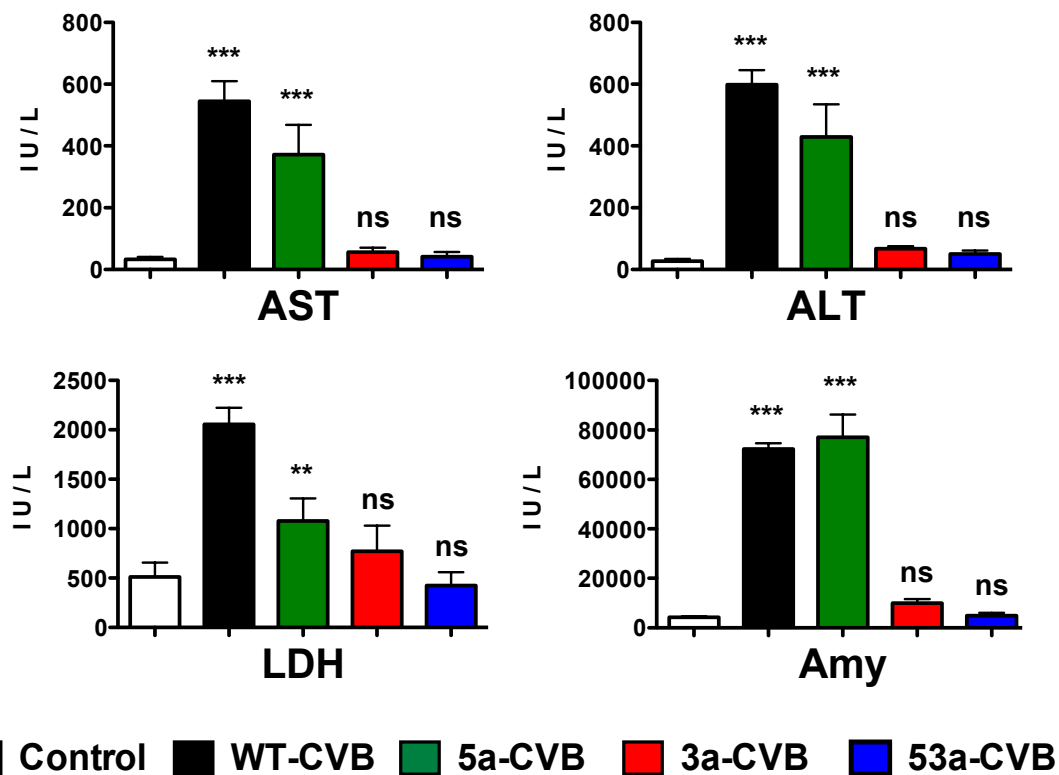 800
600
400
200
0
I U / L
***
***
ns
ns
AST
800
600
400
200
0
I U / L
***
***
ns
ns
ALT
2500
2000
1500
1000
500
0
I U / L
***
**
ns
ns
LDH
100000
80000
60000
40000
20000
0
I U / L
***
***
ns
ns
Amy
Control WT-CVB 5a-CVB 3a-CVB 53a-CVB